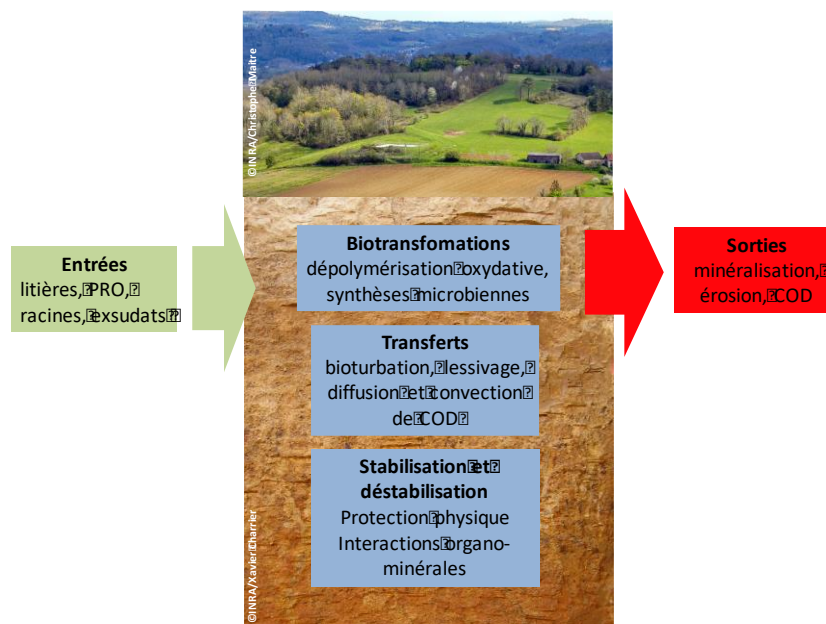 ©INRA/Christophe Maitre
Entrées
litières, PRO,
racines, exsudats
Biotransfomations
dépolymérisation oxydative,
synthèses microbiennes
Transferts
bioturbation, lessivage,
diffusion et convection
de COD
Stabilisation et
déstabilisation
Protection physique
Interactions organo-
minérales
©INRA/Xavier Charrier
Sorties
minéralisation,
érosion, COD